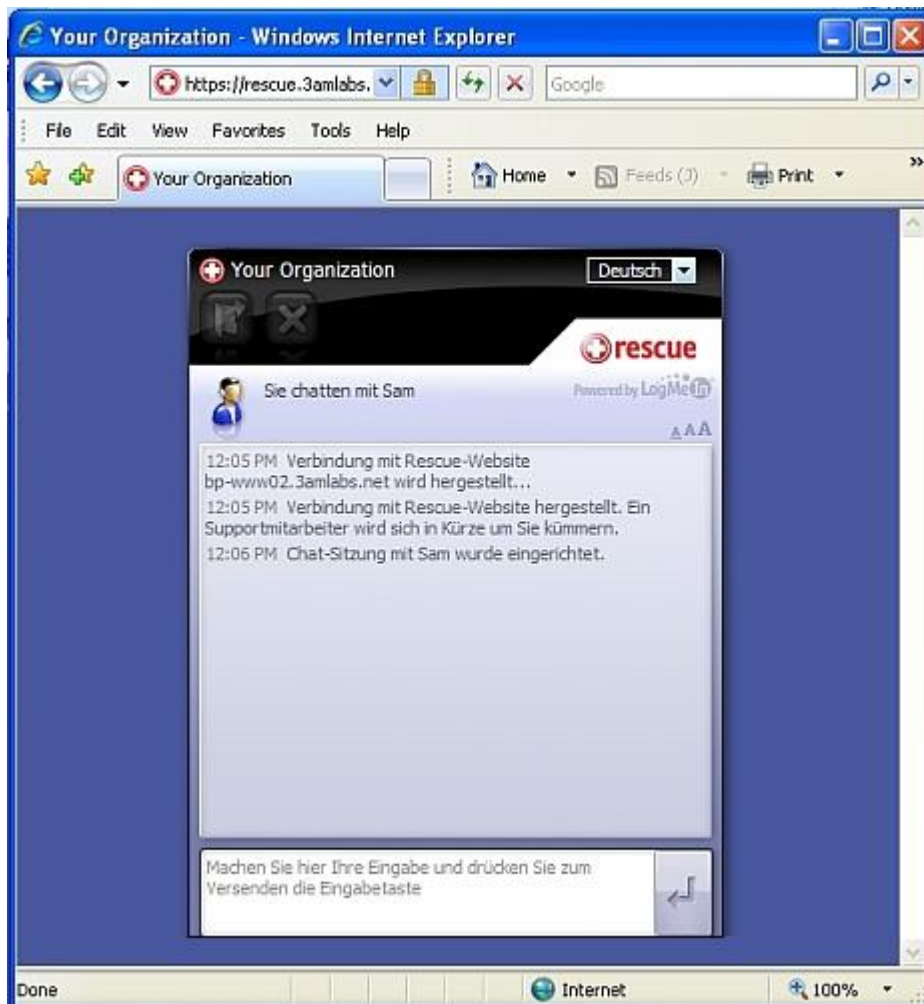 Your Organization - Windows Internet Explorer
https://rescue.3amlabs.
Google
File Edit View Favorites Tools Help
Your Organization
Home
Feeds (J)
Print
»
Your Organization
Deutsch
rescue
Sie chatten mit Sam
Powered by LogMeIn
A A A
12:05 PM Verbindung mit Rescue-Website
bp-www02.3amlabs.net wird hergestellt...
12:05 PM Verbindung mit Rescue-Website hergestellt. Ein
Supportmitarbeiter wird sich in Kürze um Sie kümmern.
12:06 PM Chat-Sitzung mit Sam wurde eingerichtet.
Machen Sie hier Ihre Eingabe und drücken Sie zum
Versenden die Eingabetaste
Done
Internet
100%